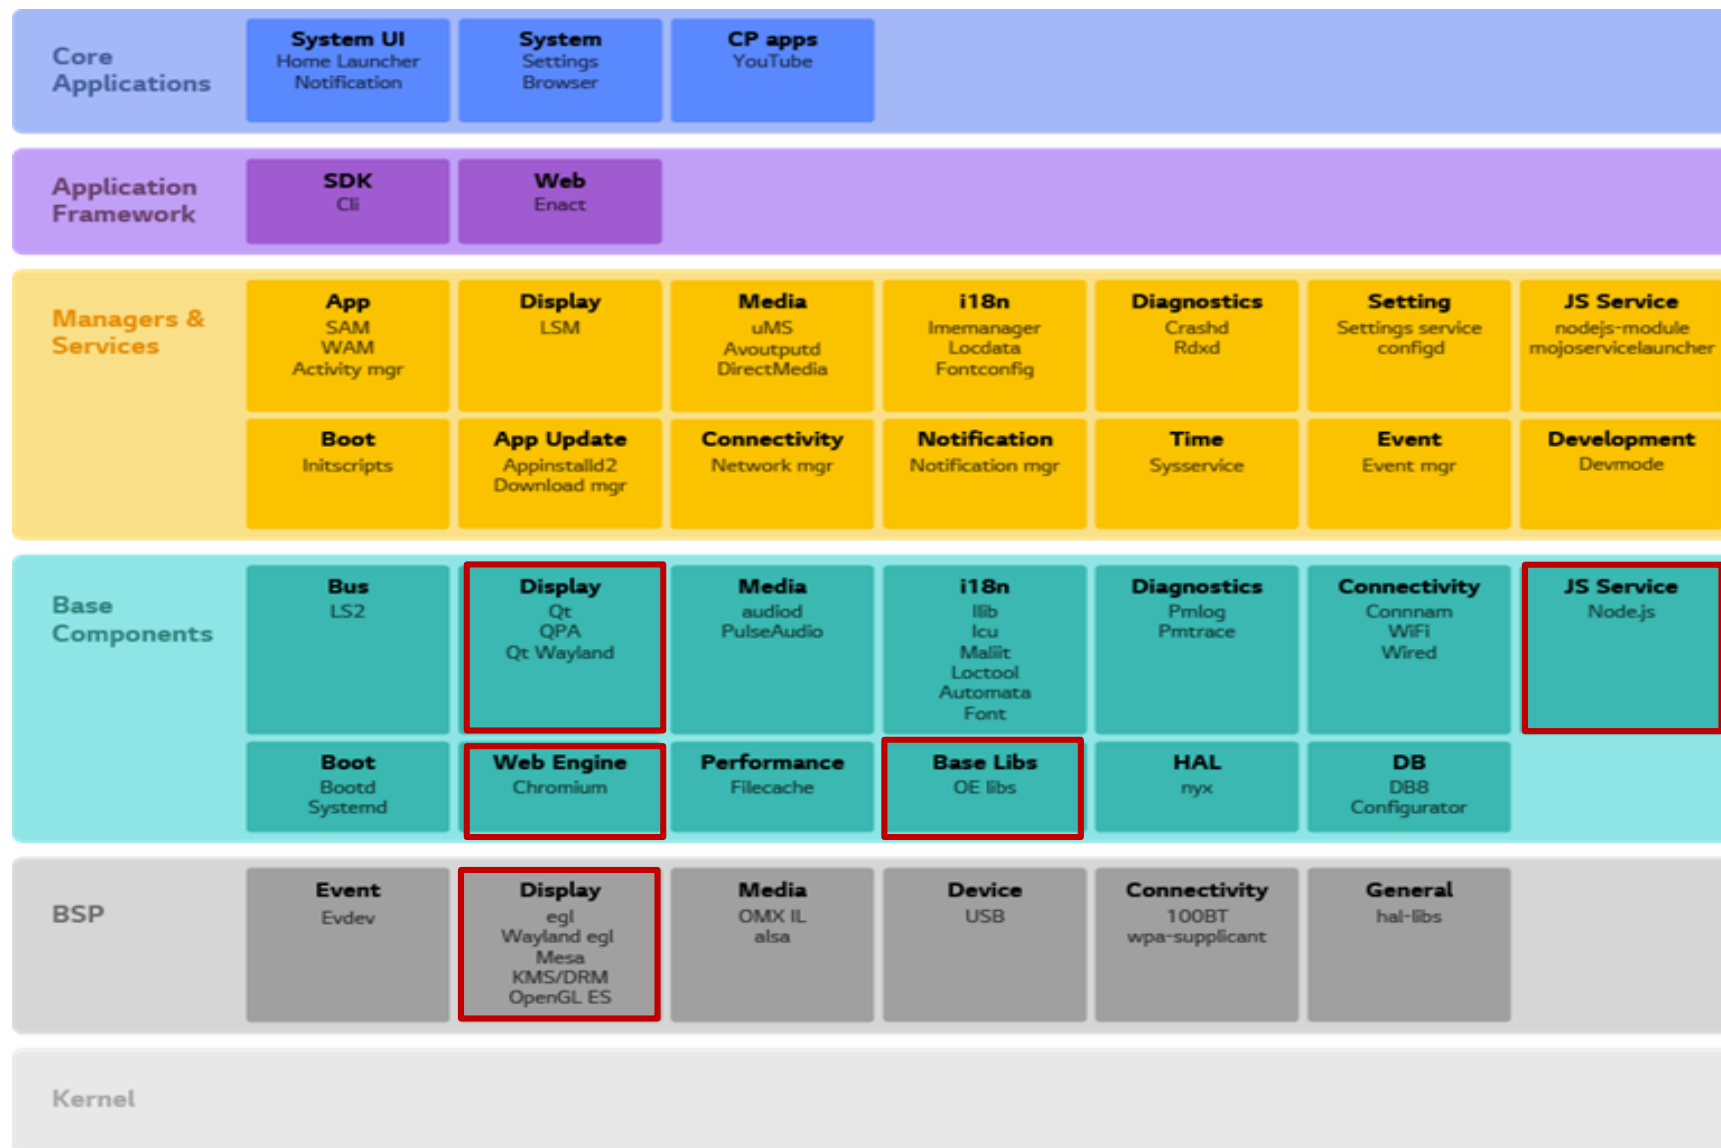 Core
Applications
System UI
Home Launcher
Notification
System
Settings
Browser
CP apps
YouTube
Application
Framework
SDK
Cli
Web
Enact
Managers &
Services
App
SAM
WAM
Activity mgr
Display
LSM
Media
uMS
Avoutputd
DirectMedia
i18n
Imemanager
Locdata
Fontconfig
Diagnostics
Crashd
Rdxd
Setting
Settings service
configd
JS Service
nodejs-module
mojoservicelauncher
Boot
Initscripts
App Update
Appinstalld2
Download mgr
Connectivity
Network mgr
Notification
Notification mgr
Time
Sysservice
Event
Event mgr
Development
Devmode
Base
Components
Bus
LS2
Display
Qt
QPA
Qt Wayland
Media
audiod
PulseAudio
i18n
Ilib
Icu
Maliit
Loctool
Automata
Font
Diagnostics
Pmlog
Pmtrace
Connectivity
Connnam
WiFi
Wired
JS Service
Node.js
Boot
Bootd
Systemd
Web Engine
Chromium
Performance
Filecache
Base Libs
OE libs
HAL
nyx
DB
DB8
Configurator
BSP
Event
Evdev
Display
egl
Wayland egl
Mesa
KMS/DRM
OpenGL ES
Media
OMX IL
alsa
Device
USB
Connectivity
100BT
wpa-supplicant
General
hal-libs
Kernel